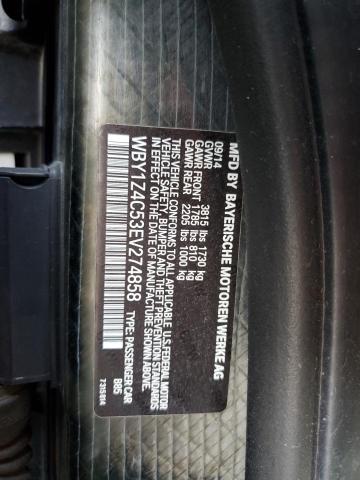 MFD BY BAYERISCHE MOTOREN WERKE AG
09/14
GVWR 3815 lbs 1730 kg
GAWR FRONT 1785 lbs 810 kg
GAWR REAR 2205 lbs 1000 kg
THIS VEHICLE CONFORMS TO ALL APPLICABLE U.S. FEDERAL MOTOR
VEHICLE SAFETY, BUMPER, AND THEFT PREVENTION STANDARDS
IN EFFECT ON THE DATE OF MANUFACTURE SHOWN ABOVE.
WBY1Z4C53EV274858 TYPE: PASSENGER CAR
B85
7315014